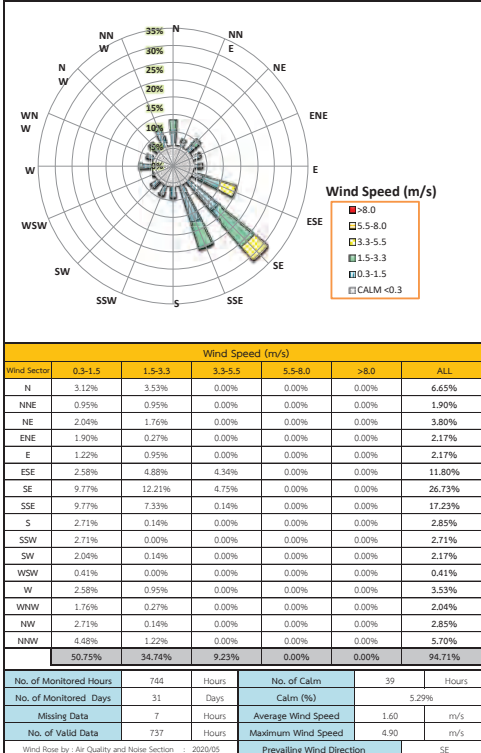 35%
N
NN
W
NN
E
30%
N
W
NE
25%
20%
WN
W
15%
ENE
10%
5%
0%
W
E
Wind Speed (m/s)
>8.0
5.5-8.0
3.3-5.5
1.5-3.3
0.3-1.5
CALM <0.3
WSW
ESE
SW
SE
SSW
S
SSE
Wind Speed (m/s)
Wind Sector 0.3-1.5 1.5-3.3 3.3-5.5 5.5-8.0 >8.0 ALL
N 3.12% 3.53% 0.00% 0.00% 0.00% 6.65%
NNE 0.95% 0.95% 0.00% 0.00% 0.00% 1.90%
NE 2.04% 1.76% 0.00% 0.00% 0.00% 3.80%
ENE 1.90% 0.27% 0.00% 0.00% 0.00% 2.17%
E 1.22% 0.95% 0.00% 0.00% 0.00% 2.17%
ESE 2.58% 4.88% 4.34% 0.00% 0.00% 11.80%
SE 9.77% 12.21% 4.75% 0.00% 0.00% 26.73%
SSE 9.77% 7.33% 0.14% 0.00% 0.00% 17.23%
S 2.71% 0.14% 0.00% 0.00% 0.00% 2.85%
SSW 2.71% 0.00% 0.00% 0.00% 0.00% 2.71%
SW 2.04% 0.14% 0.00% 0.00% 0.00% 2.17%
WSW 0.41% 0.00% 0.00% 0.00% 0.00% 0.41%
W 2.58% 0.95% 0.00% 0.00% 0.00% 3.53%
WNW 1.76% 0.27% 0.00% 0.00% 0.00% 2.04%
NW 2.71% 0.14% 0.00% 0.00% 0.00% 2.85%
NNW 4.48% 1.22% 0.00% 0.00% 0.00% 5.70%
50.75% 34.74% 9.23% 0.00% 0.00% 94.71%
No. of Monitored Hours 744 Hours No. of Calm 39 Hours
No. of Monitored Days 31 Days Calm (%) 5.29%
Missing Data 7 Hours Average Wind Speed 1.60 m/s
No. of Valid Data 737 Hours Maximum Wind Speed 4.90 m/s
Wind Rose by : Air Quality and Noise Section : 2020/05 Prevailing Wind Direction SE